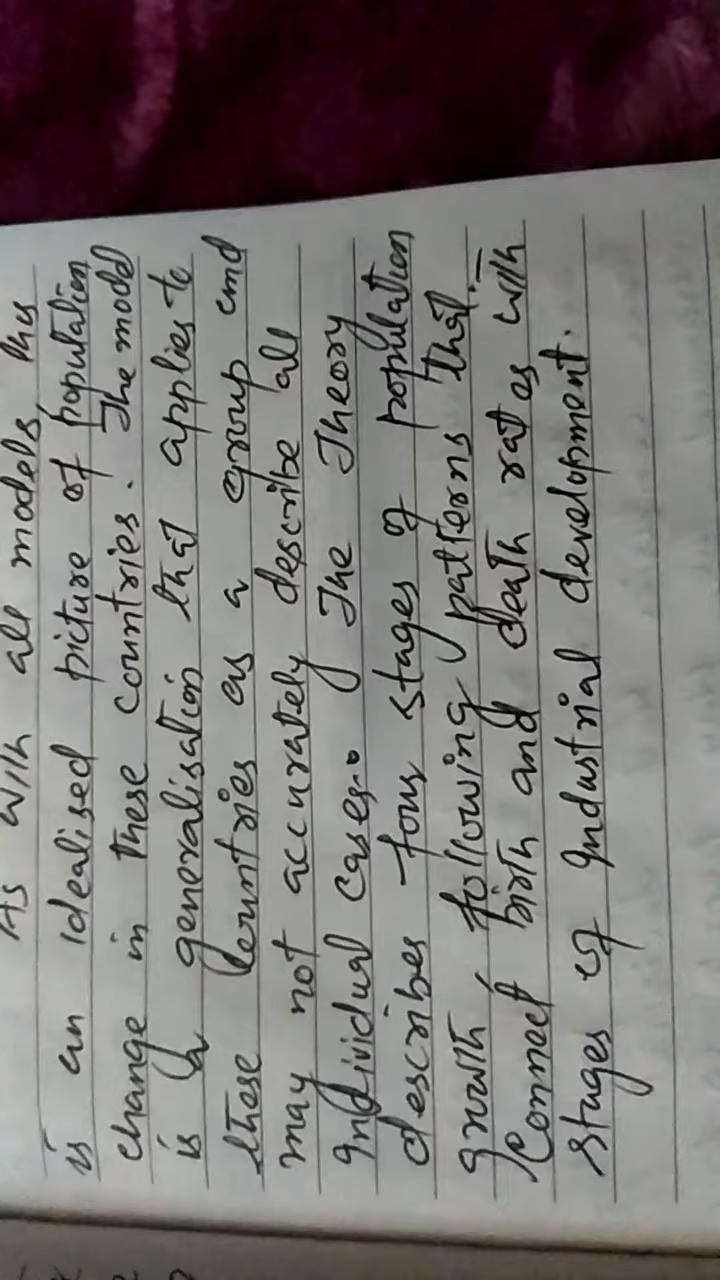 As with all models, this
is an idealised picture of population
change in these countries. The model
is a generalisation that applies to
these countries as a group and
may not accurately describe all
Individual cases. The Theory
describes four stages of population
growth, following patterns that
Connect birth and death rates with
stages of Industrial development.